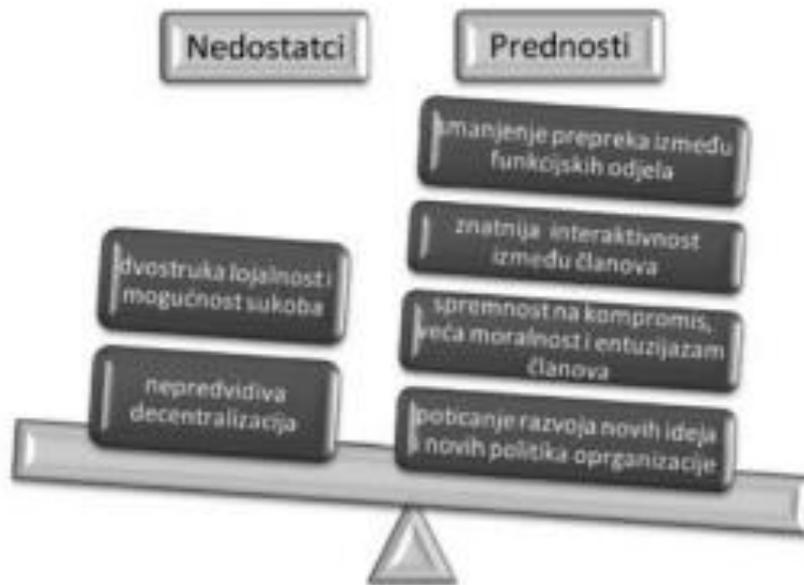 Nedostatci
Prednosti
dvostruka lojalnost i
mogućnost sukoba
nepredvidiva
decentralizacija
smanjenje prepreka između
funkcijskih odjela
znatnija interaktivnost
između članova
spremnost na kompromis,
veća moralnost i entuzijazam
članova
poticanje razvoja novih ideja
i novih politika oprganizacije